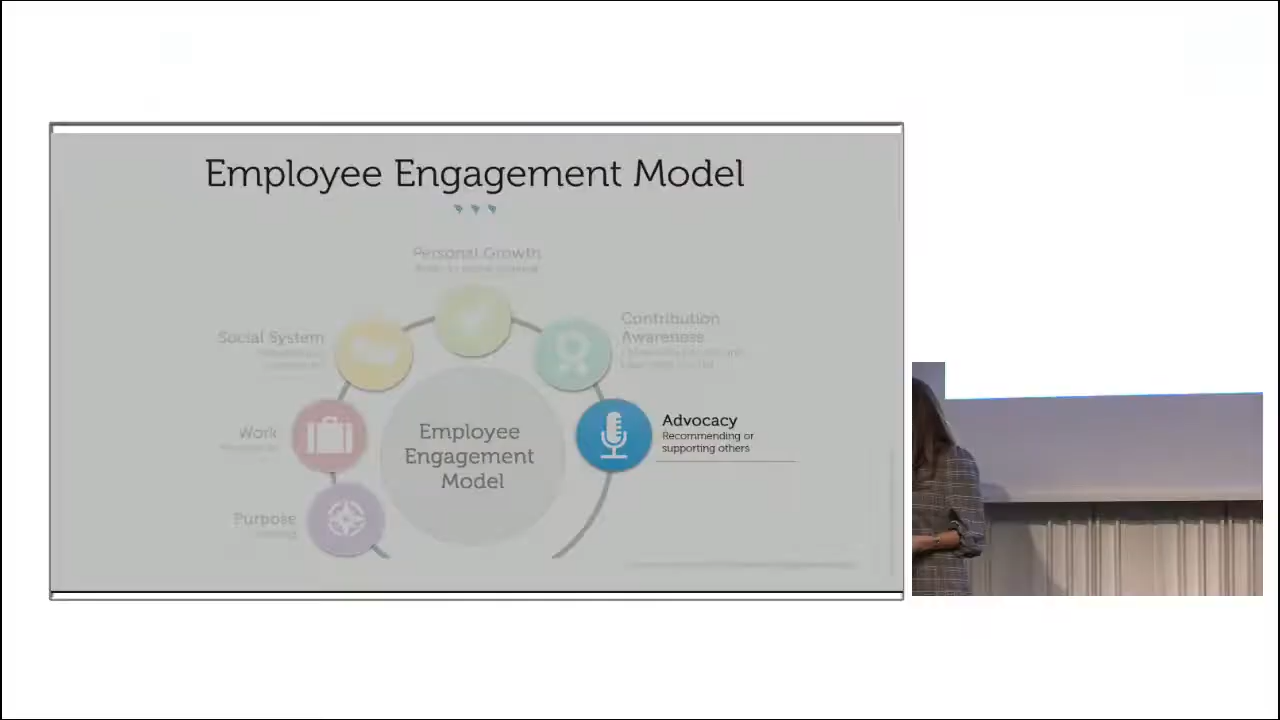 Employee Engagement Model
Personal Growth
Contribution
Awareness
Social System
Advocacy
Recommending or
supporting others
Employee
Engagement
Model
Work
Purpose